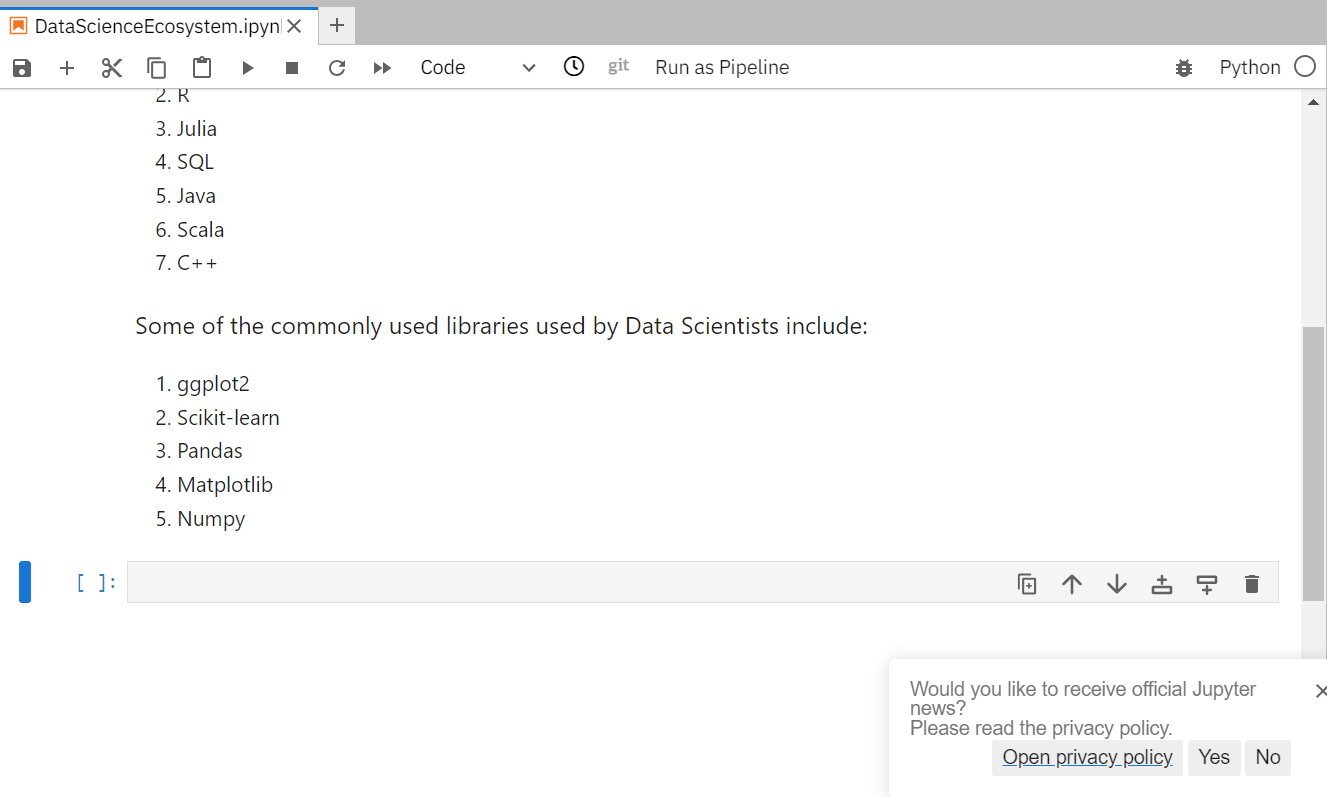 DataScienceEcosystem.ipyn
Code
git
Run as Pipeline
Python
2. R
3. Julia
4. SQL
5. Java
6. Scala
7. C++
Some of the commonly used libraries used by Data Scientists include:
1. ggplot2
2. Scikit-learn
3. Pandas
4. Matplotlib
5. Numpy
[ ]:
Would you like to receive official Jupyter
news?
Please read the privacy policy.
Open privacy policy
Yes
No